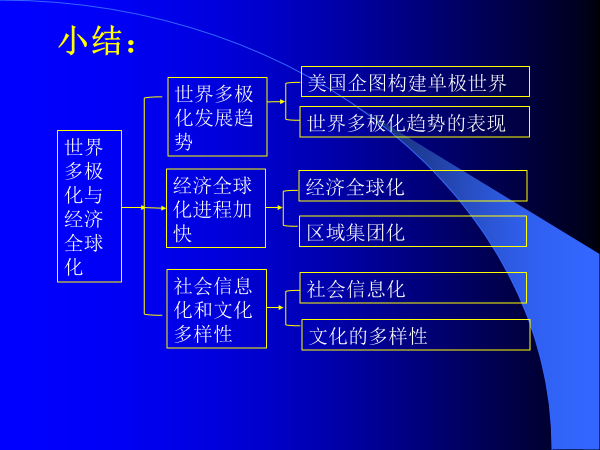 小结：
世界
多极
化与
经济
全球
化
世界多极
化发展趋
势
美国企图构建单极世界
世界多极化趋势的表现
经济全球
化进程加
快
经济全球化
区域集团化
社会信息
化和文化
多样性
社会信息化
文化的多样性